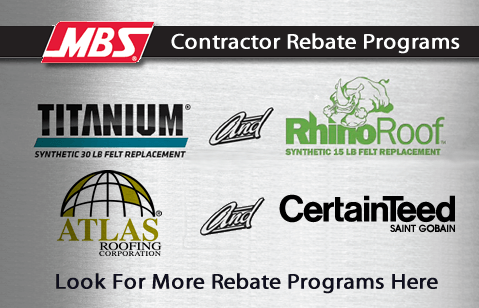 MBS®
Contractor Rebate Programs
TITANIUM®
And
RhinoRoof™
SYNTHETIC 30 LB FELT REPLACEMENT
SYNTHETIC 15 LB FELT REPLACEMENT
ATLAS®
ROOFING
CORPORATION
And
CertainTeed
SAINT GOBAIN
Look For More Rebate Programs Here